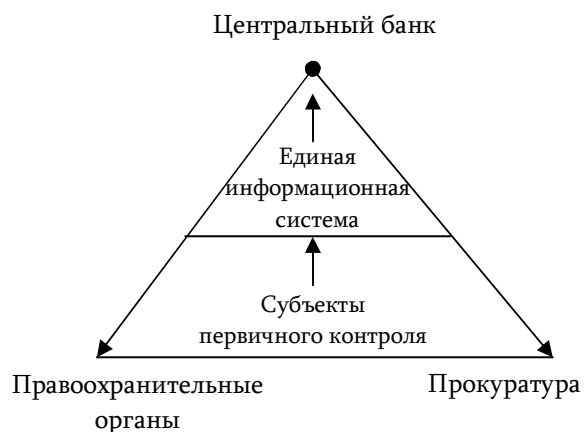 Центральный банк
Единая
информационная
система
Субъекты
первичного контроля
Правоохранительные
органы
Прокуратура